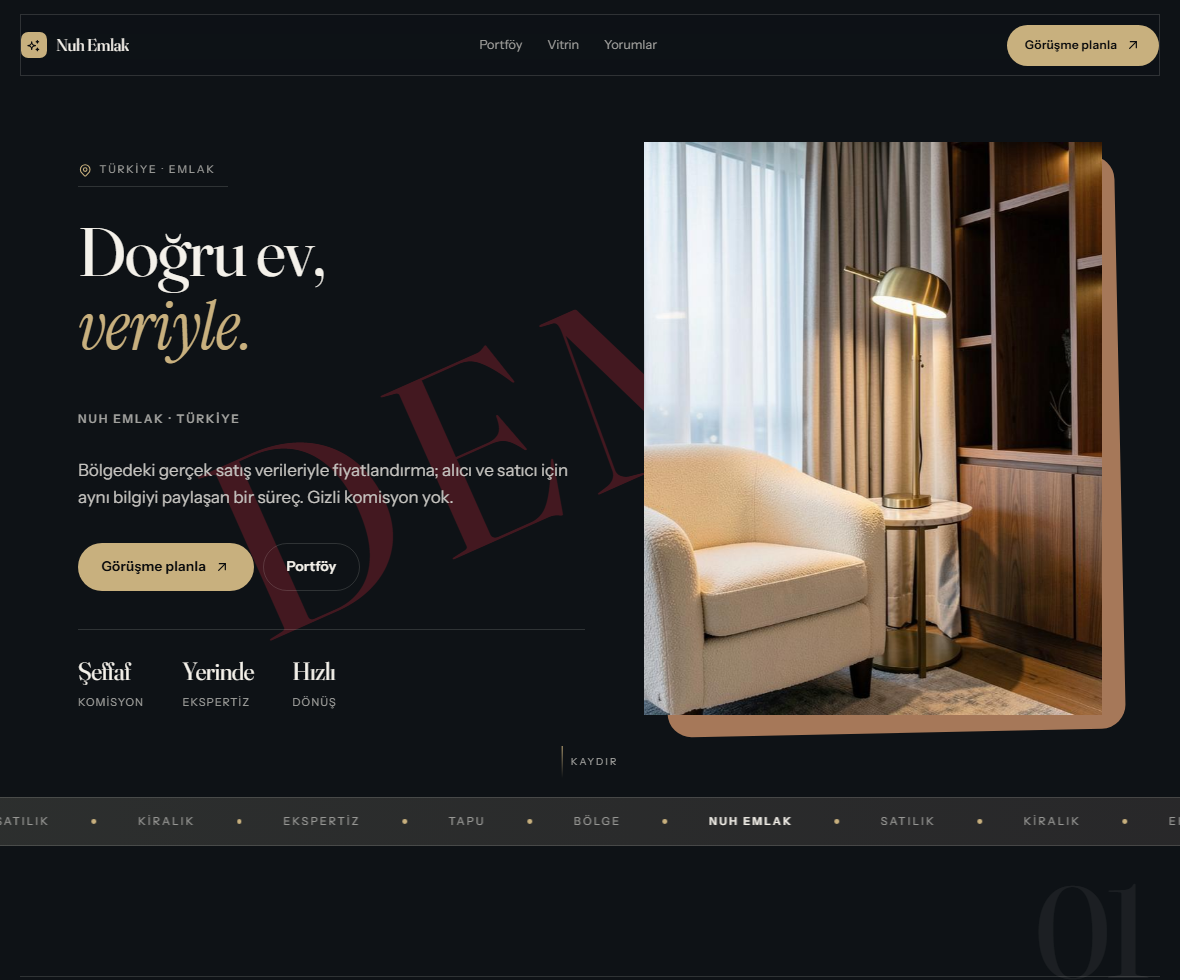 Nuh Emlak
Portföy
Vitrin
Yorumlar
Görüşme planla
TÜRKİYE · EMLAK
Doğru ev,
veriyle.
NUH EMLAK · TÜRKİYE
Bölgedeki gerçek satış verileriyle fiyatlandırma; alıcı ve satıcı için
aynı bilgiyi paylaşan bir süreç. Gizli komisyon yok.
Görüşme planla
Portföy
Şeffaf
KOMİSYON
Yerinde
EKSPERTİZ
Hızlı
DÖNÜŞ
KAYDIR
SATILIK • KİRALIK • EKSPERTİZ • TAPU • BÖLGE • NUH EMLAK • SATILIK • KİRALIK •
01